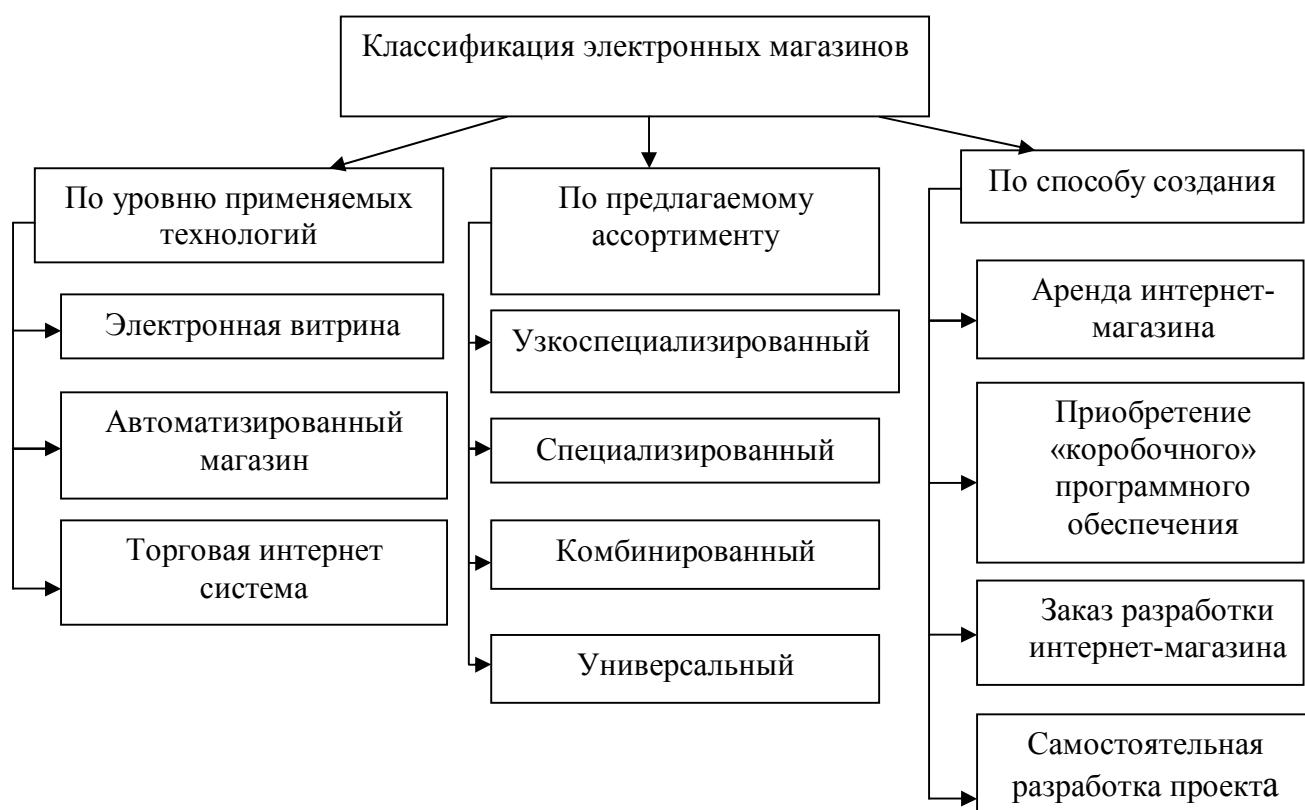 Классификация электронных магазинов
По уровню применяемых
технологий
Электронная витрина
Автоматизированный
магазин
Торговая интернет
система
По предлагаемому
ассортименту
Узкоспециализированный
Специализированный
Комбинированный
Универсальный
По способу создания
Аренда интернет-
магазина
Приобретение
«коробочного»
программного
обеспечения
Заказ разработки
интернет-магазина
Самостоятельная
разработка проекта